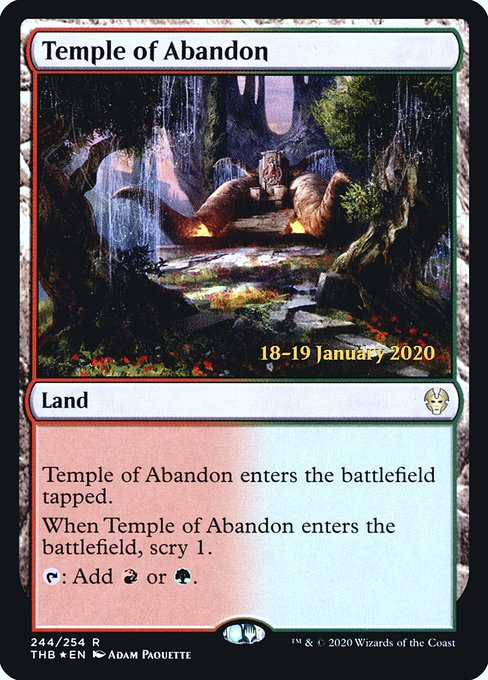 Temple of Abandon
18–19 January 2020
Land
Temple of Abandon enters the battlefield
tapped.
When Temple of Abandon enters the
battlefield, scry 1.
: Add or .
244/254 R
THB ★ EN Adam Paquette
™ & © 2020 Wizards of the Coast